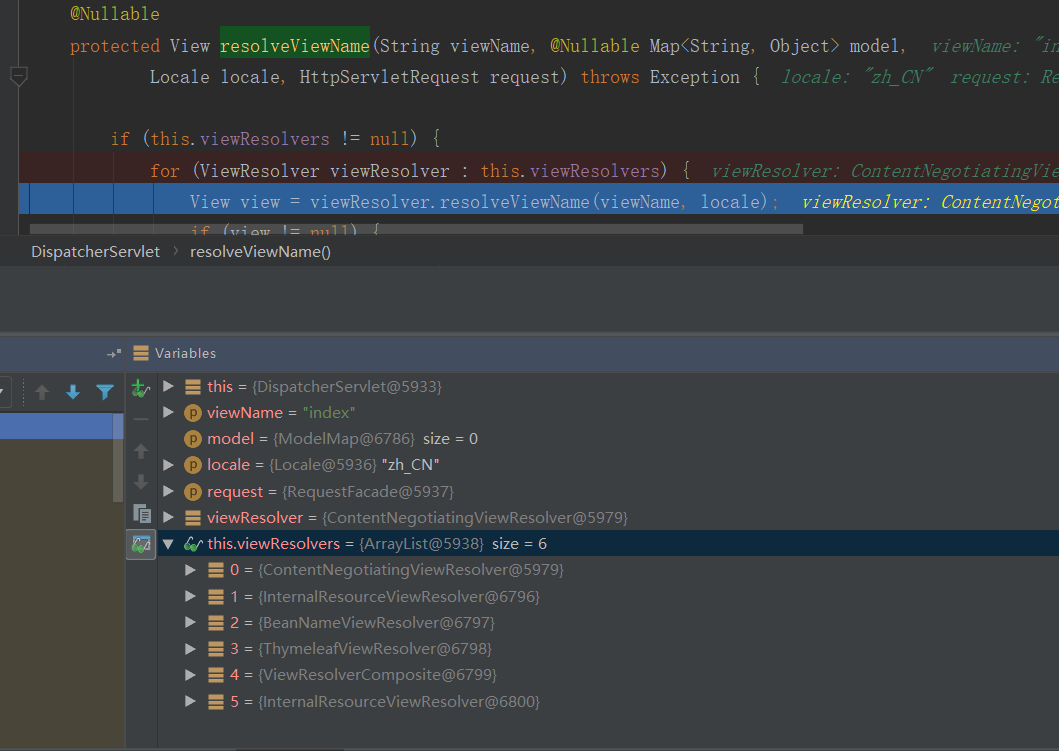 @Nullable
protected View resolveViewName(String viewName, @Nullable Map<String, Object> model,  viewName: "in
Locale locale, HttpServletRequest request) throws Exception {  locale: "zh_CN"  request: Re
if (this.viewResolvers != null) {
for (ViewResolver viewResolver : this.viewResolvers) {  viewResolver: ContentNegotiatingVie
View view = viewResolver.resolveViewName(viewName, locale);  viewResolver: ContentNegot
if (view != null) {
DispatcherServlet › resolveViewName()
Variables
this = {DispatcherServlet@5933}
p viewName = "index"
p model = {ModelMap@6786} size = 0
p locale = {Locale@5936} "zh_CN"
p request = {RequestFacade@5937}
viewResolver = {ContentNegotiatingViewResolver@5979}
this.viewResolvers = {ArrayList@5938} size = 6
0 = {ContentNegotiatingViewResolver@5979}
1 = {InternalResourceViewResolver@6796}
2 = {BeanNameViewResolver@6797}
3 = {ThymeleafViewResolver@6798}
4 = {ViewResolverComposite@6799}
5 = {InternalResourceViewResolver@6800}